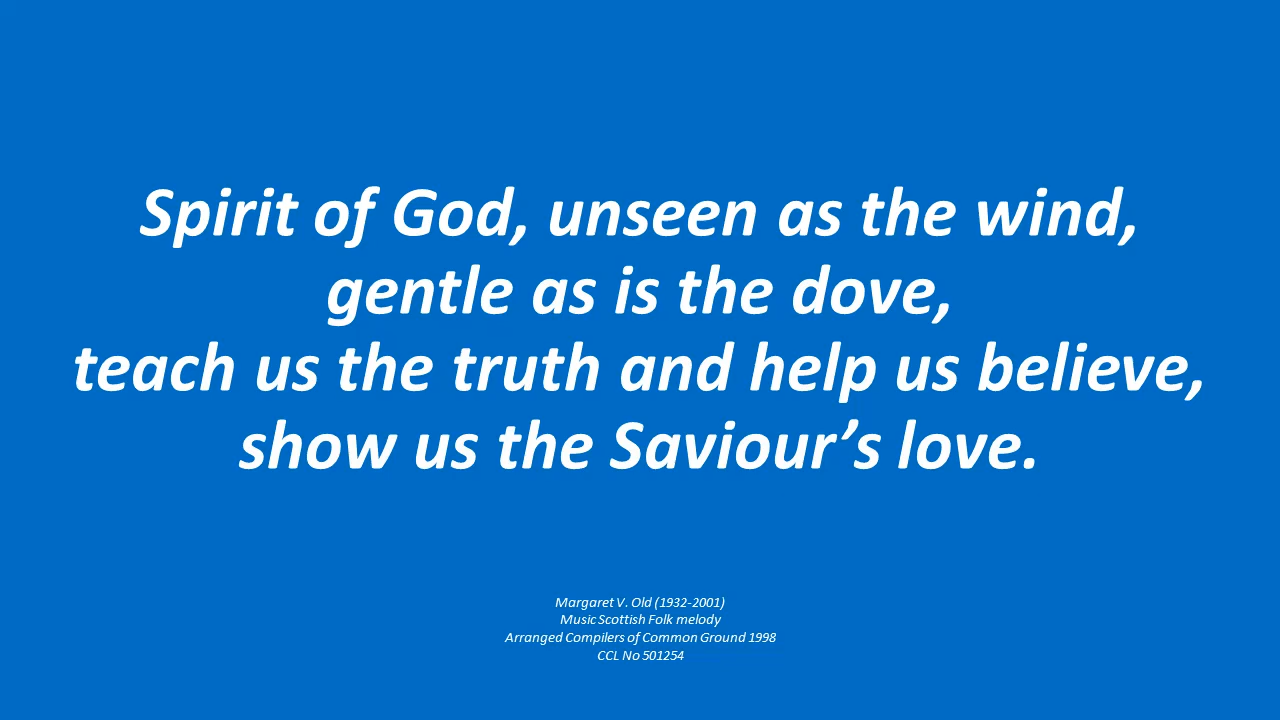 Spirit of God, unseen as the wind,
gentle as is the dove,
teach us the truth and help us believe,
show us the Saviour’s love.
Margaret V. Old (1932-2001)
Music Scottish Folk melody
Arranged Compilers of Common Ground 1998
CCL No 501254